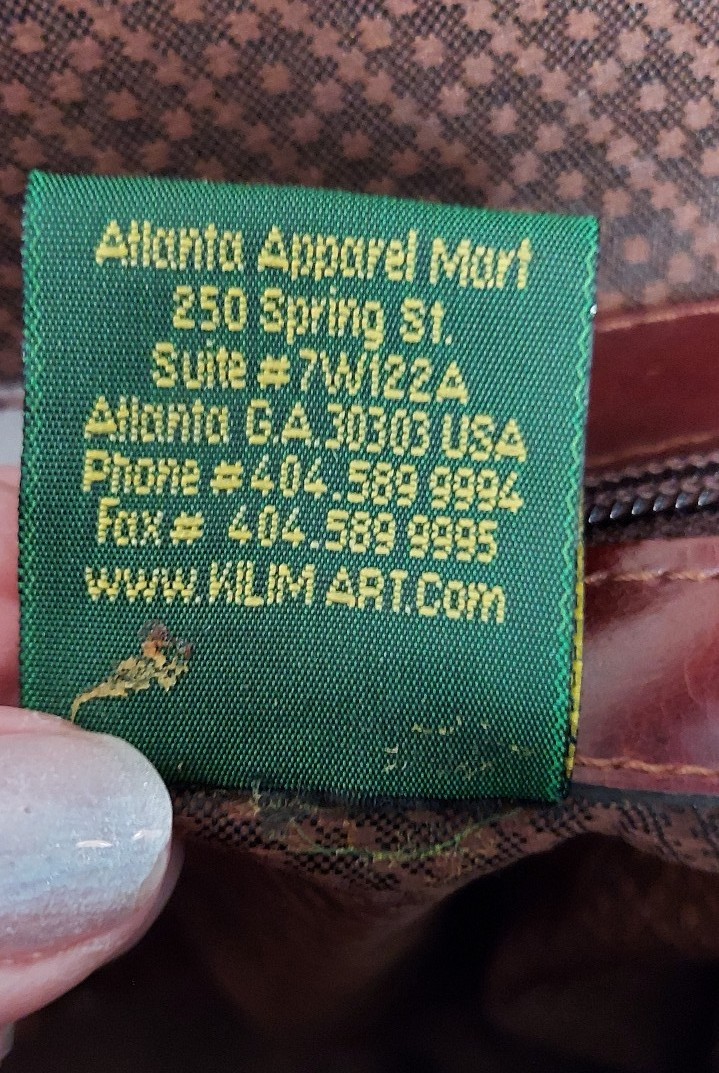 Atlanta Apparel Mart
250 Spring St.
Suite #7W122A
Atlanta G.A.30303 USA
Phone #404.589 9994
Fax # 404.589 9995
www.KILIM ART.Com